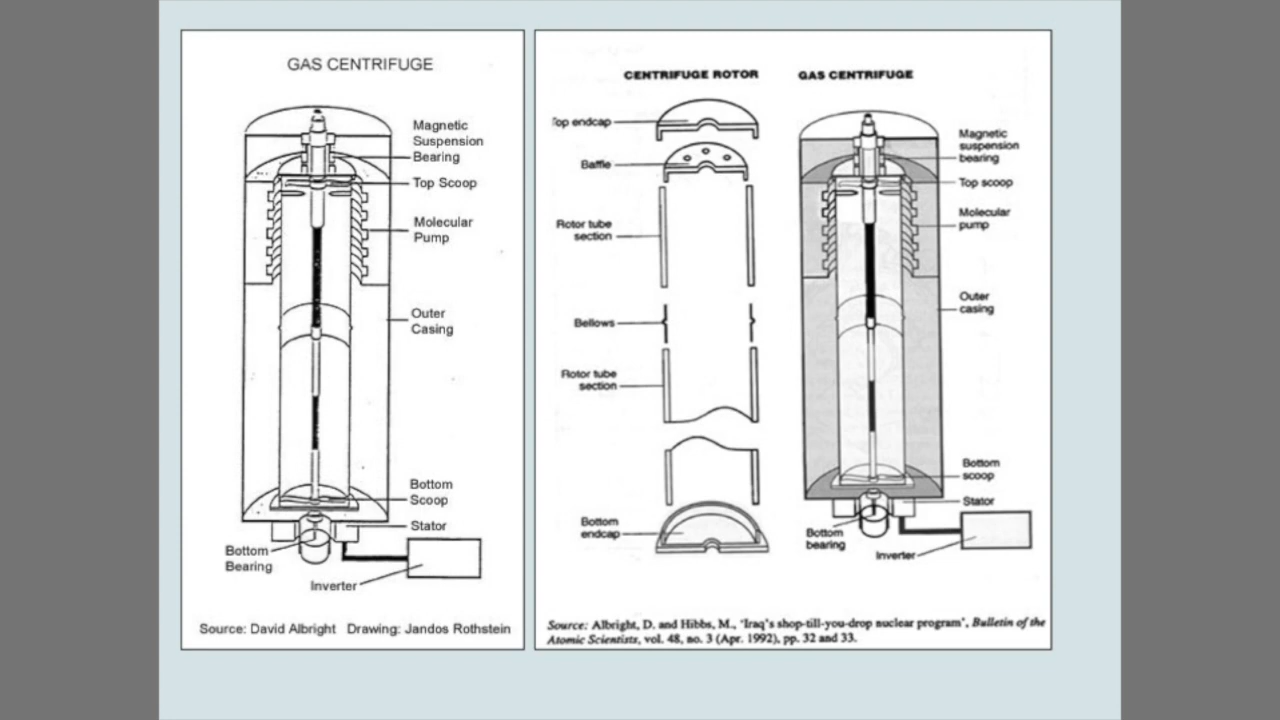 GAS CENTRIFUGE
Magnetic
Suspension
Bearing
Top Scoop
Molecular
Pump
Outer
Casing
Bottom
Scoop
Stator
Bottom
Bearing
Inverter
Source: David Albright Drawing: Jandos Rothstein
CENTRIFUGE ROTOR
Top endcap
Baffle
Rotor tube
section
Bellows
Rotor tube
section
Bottom
endcap
GAS CENTRIFUGE
Magnetic
suspension
bearing
Top scoop
Molecular
pump
Outer
casing
Bottom
scoop
Stator
Bottom
bearing
Inverter
Source: Albright, D. and Hibbs, M., 'Iraq's shop-till-you-drop nuclear program', Bulletin of the
Atomic Scientists, vol. 48, no. 3 (Apr. 1992), pp. 32 and 33.